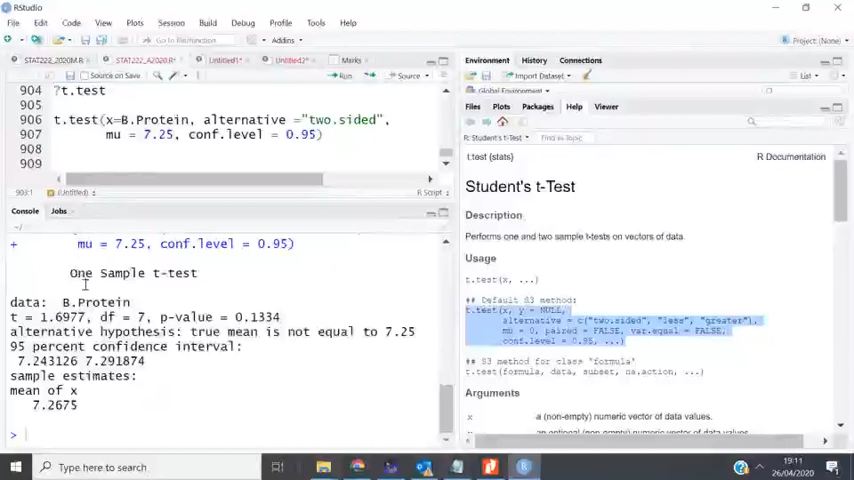 RStudio
File Edit Code View Plots Session Build Debug Profile Tools Help
Go to file/function
Addins
Project: (None)
STAT222_2020M.R
STAT222_A2020.R*
Untitled1*
Untitled2*
Marks
Source on Save
Run
Source
904 ?t.test
905
906 t.test(x=B.Protein, alternative ="two.sided",
907 mu = 7.25, conf.level = 0.95)
908
909
903:1
(Untitled)
R Script
Console Jobs
~/
+ mu = 7.25, conf.level = 0.95)
One Sample t-test
data: B.Protein
t = 1.6977, df = 7, p-value = 0.1334
alternative hypothesis: true mean is not equal to 7.25
95 percent confidence interval:
7.243126 7.291874
sample estimates:
mean of x
7.2675
>
Environment History Connections
Import Dataset
List
Global Environment
Files Plots Packages Help Viewer
R: Student's t-Test
Find in Topic
t.test {stats}
R Documentation
Student's t-Test
Description
Performs one and two sample t-tests on vectors of data.
Usage
t.test(x, ...)
## Default S3 method:
t.test(x, y = NULL,
alternative = c("two.sided", "less", "greater"),
mu = 0, paired = FALSE, var.equal = FALSE,
conf.level = 0.95, ...)
## S3 method for class 'formula'
t.test(formula, data, subset, na.action, ...)
Arguments
x a (non-empty) numeric vector of data values.
an optional (non-empty) numeric vector of data values.
Type here to search
19:11
26/04/2020